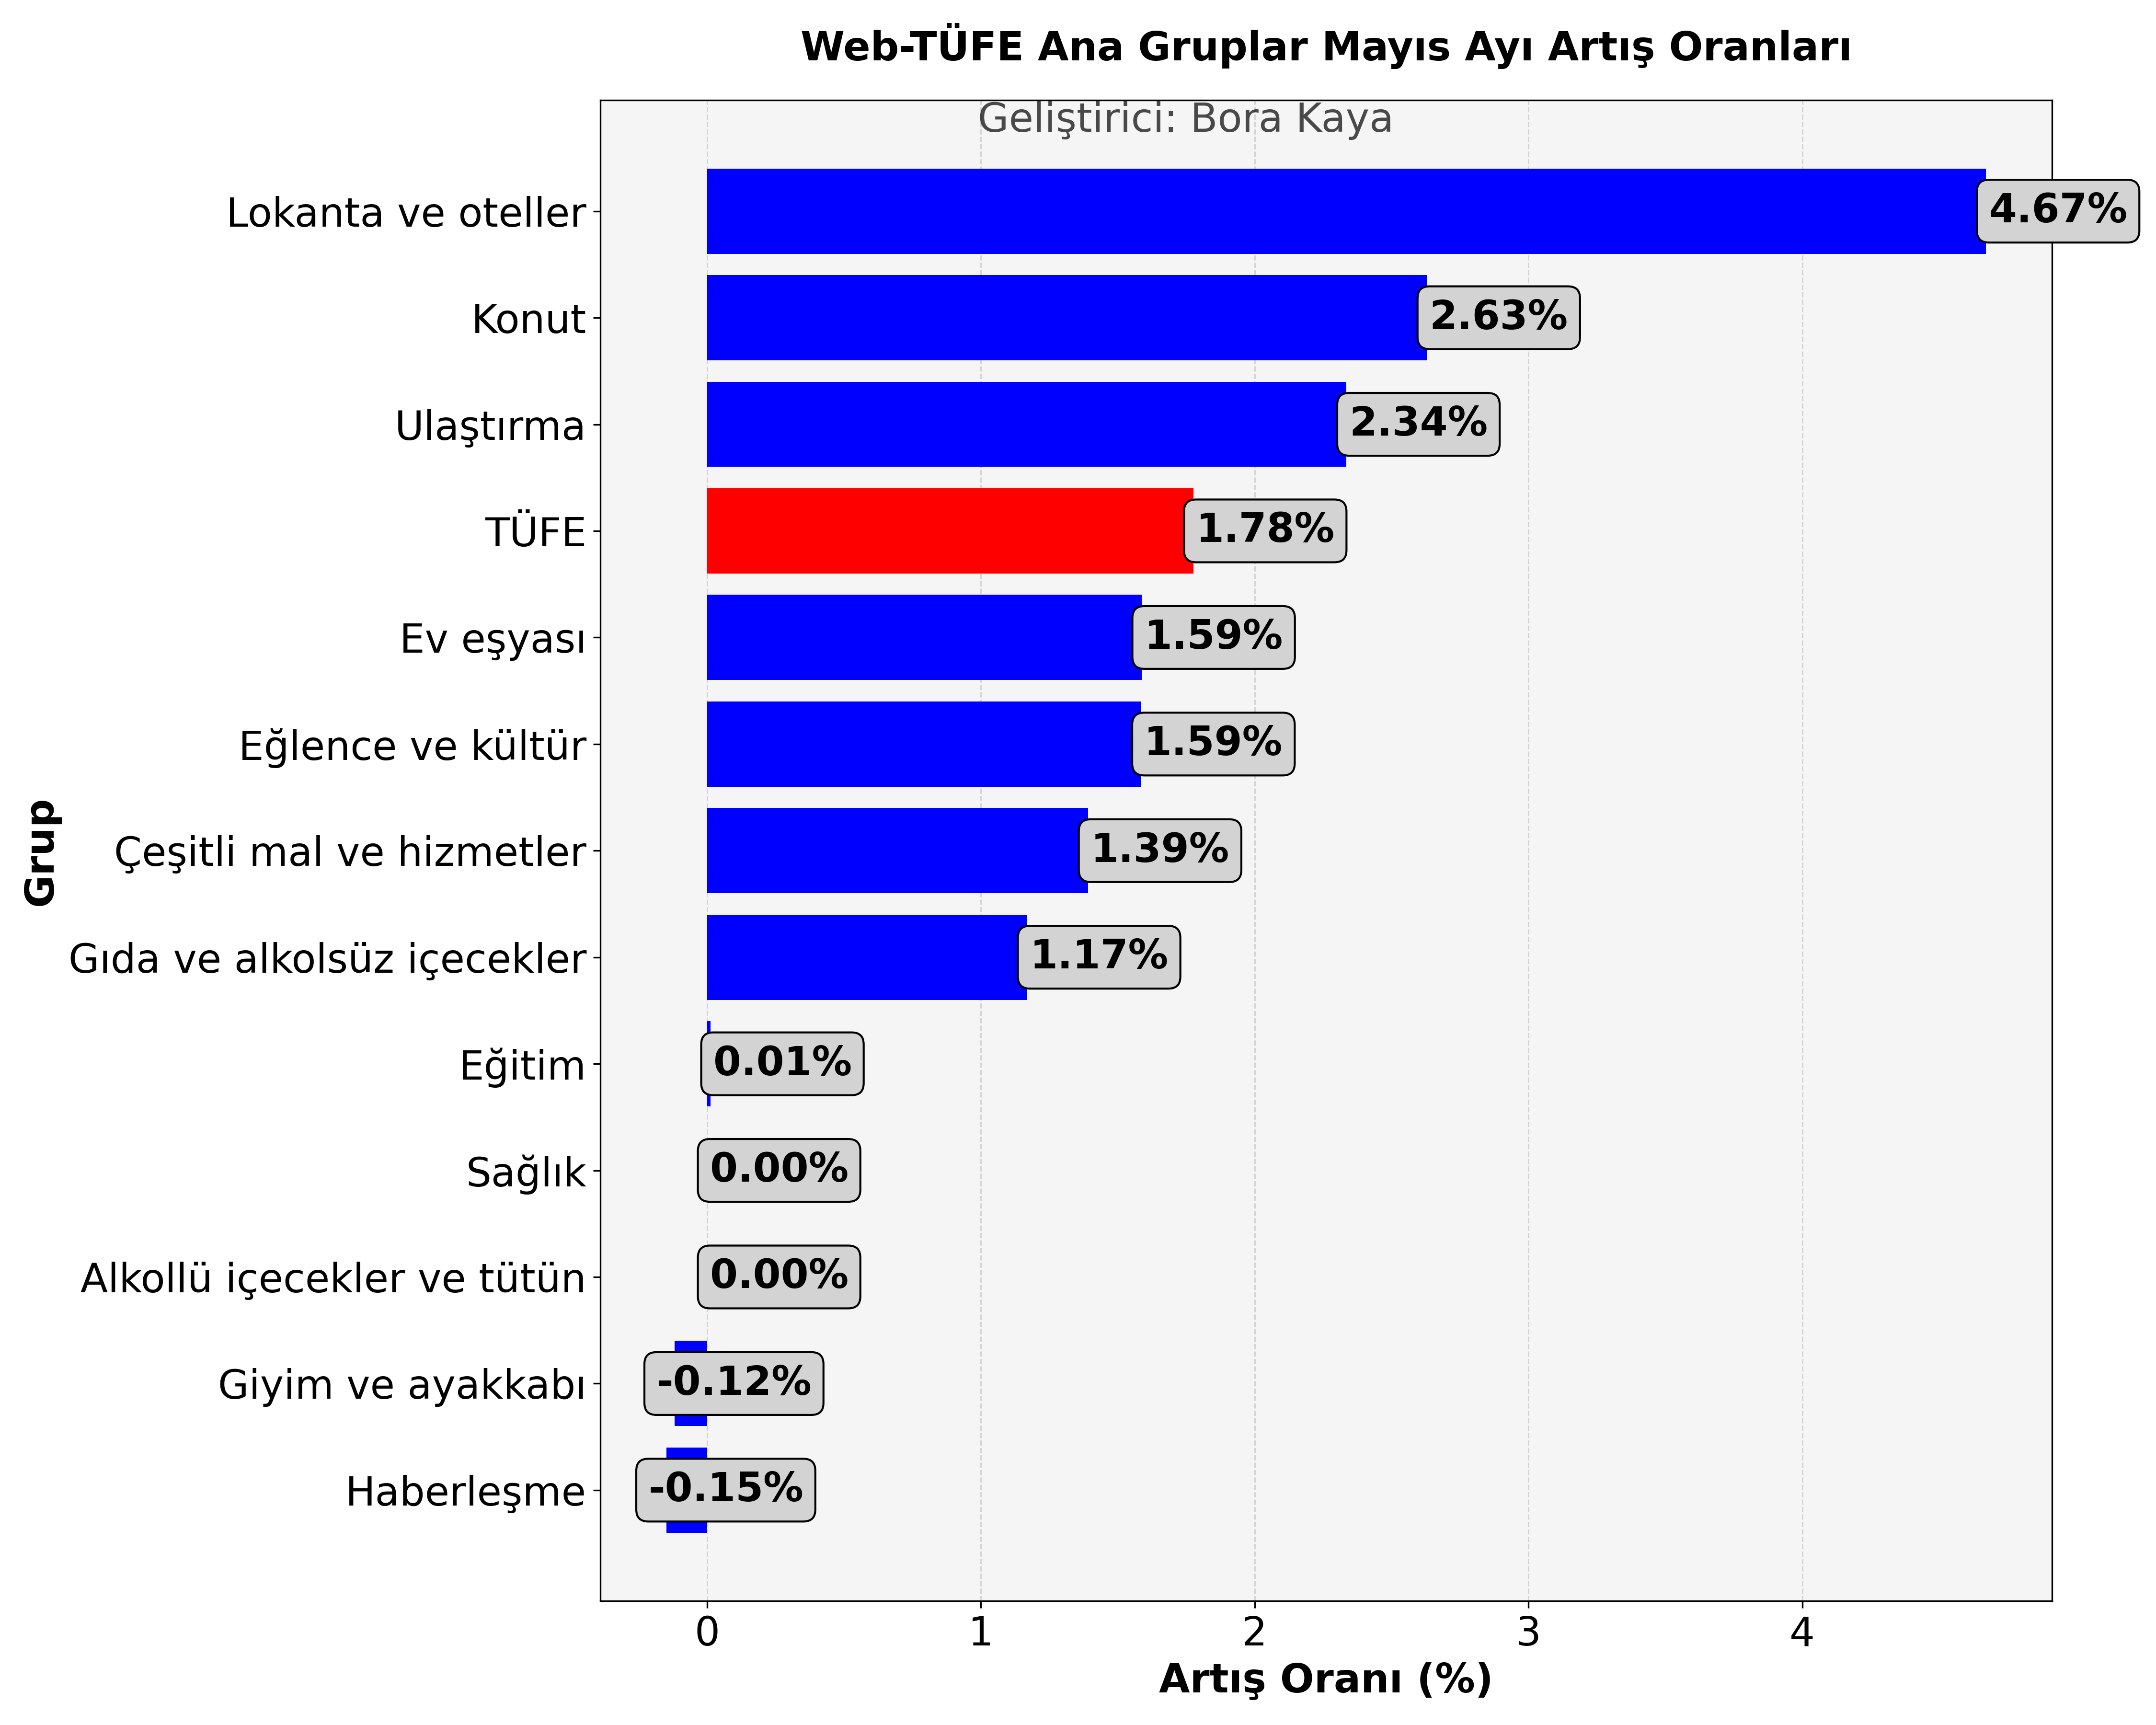 Web-TÜFE Ana Gruplar Mayıs Ayı Artış Oranları
Geliştirici: Bora Kaya
Lokanta ve oteller 4.67%
Konut 2.63%
Ulaştırma 2.34%
TÜFE 1.78%
Ev eşyası 1.59%
Eğlence ve kültür 1.59%
Çeşitli mal ve hizmetler 1.39%
Gıda ve alkolsüz içecekler 1.17%
Eğitim 0.01%
Sağlık 0.00%
Alkollü içecekler ve tütün 0.00%
Giyim ve ayakkabı -0.12%
Haberleşme -0.15%
Grup
0 1 2 3 4
Artış Oranı (%)